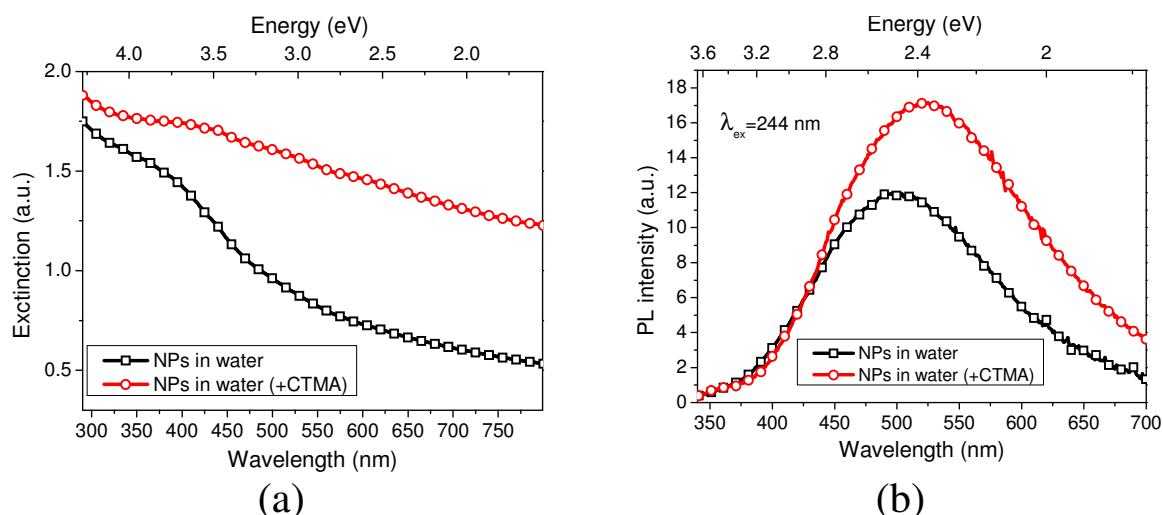 Energy (eV)
4.0 3.5 3.0 2.5 2.0
2.0
1.5
1.0
0.5
Exctinction (a.u.)
NPs in water
NPs in water (+CTMA)
300 350 400 450 500 550 600 650 700 750
Wavelength (nm)
(a)
Energy (eV)
3.6 3.2 2.8 2.4 2
18
16
14
12
10
8
6
4
2
0
PL intensity (a.u.)
λex=244 nm
NPs in water
NPs in water (+CTMA)
350 400 450 500 550 600 650 700
Wavelength (nm)
(b)